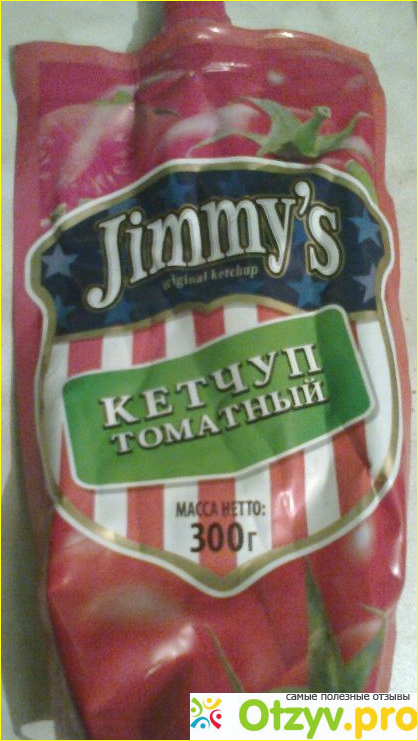 Jimmy's
original ketchup
КЕТЧУП
ТОМАТНЫЙ
МАССА НЕТТО:
300г
самые полезные отзывы
Otzyv.pro